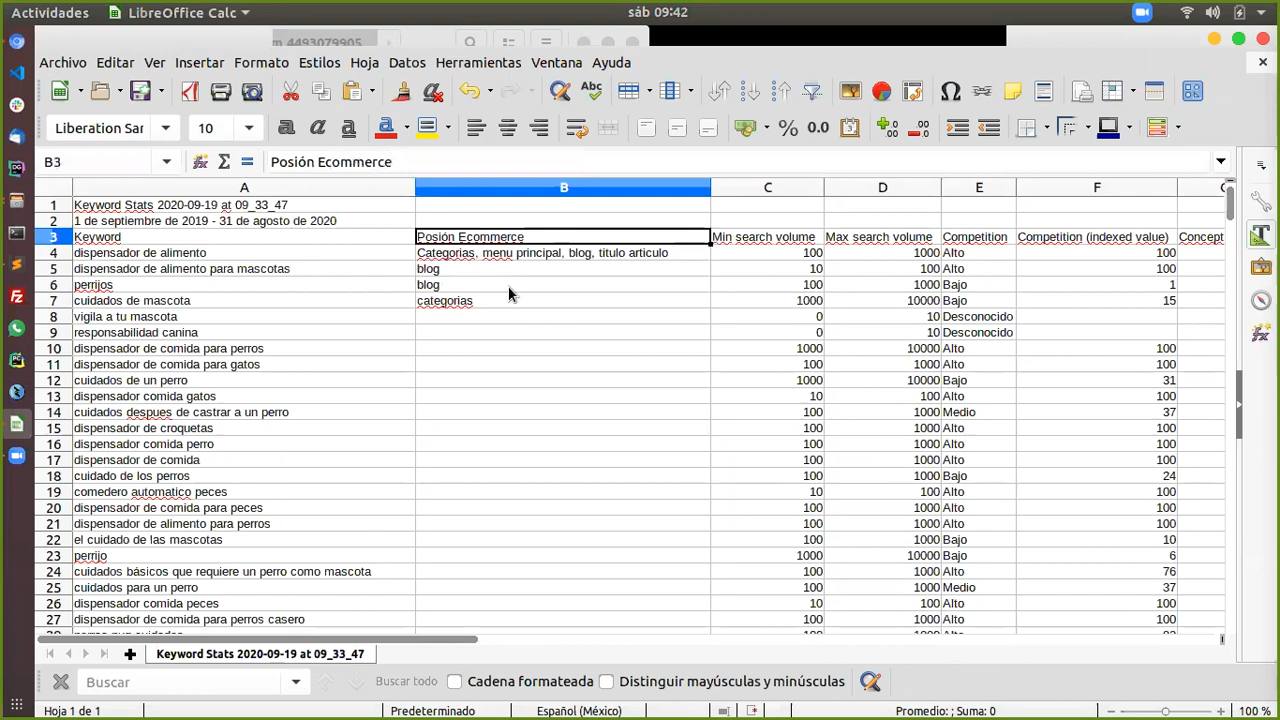 Actividades LibreOffice Calc sáb 09:42
4493079905
Archivo Editar Ver Insertar Formato Estilos Hoja Datos Herramientas Ventana Ayuda
Liberation Sar 10
B3 Posión Ecommerce
A B C D E F
1 Keyword Stats 2020-09-19 at 09_33_47
2 1 de septiembre de 2019 - 31 de agosto de 2020
3 Keyword Posión Ecommerce Min search volume Max search volume Competition Competition (indexed value) Concept
4 dispensador de alimento Categorias, menu principal, blog, titulo articulo 100 1000 Alto 100
5 dispensador de alimento para mascotas blog 10 100 Alto 100
6 perrijos blog 100 1000 Bajo 1
7 cuidados de mascota categorias 1000 10000 Bajo 15
8 vigila a tu mascota 0 10 Desconocido
9 responsabilidad canina 0 10 Desconocido
10 dispensador de comida para perros 1000 10000 Alto 100
11 dispensador de comida para gatos 100 1000 Alto 100
12 cuidados de un perro 1000 10000 Bajo 31
13 dispensador comida gatos 10 100 Alto 100
14 cuidados despues de castrar a un perro 100 1000 Medio 37
15 dispensador de croquetas 100 1000 Alto 100
16 dispensador comida perro 100 1000 Alto 100
17 dispensador de comida 100 1000 Alto 100
18 cuidado de los perros 100 1000 Bajo 24
19 comedero automatico peces 10 100 Alto 100
20 dispensador de comida para peces 100 1000 Alto 100
21 dispensador de alimento para perros 100 1000 Alto 100
22 el cuidado de las mascotas 100 1000 Bajo 10
23 perrijo 1000 10000 Bajo 6
24 cuidados básicos que requiere un perro como mascota 100 1000 Alto 76
25 cuidados para un perro 100 1000 Medio 37
26 dispensador comida peces 10 100 Alto 100
27 dispensador de comida para perros casero 100 1000 Alto 100
Keyword Stats 2020-09-19 at 09_33_47
Buscar Buscar todo Cadena formateada Distinguir mayúsculas y minúsculas
Hoja 1 de 1 Predeterminado Español (México) Promedio: ; Suma: 0 100 %